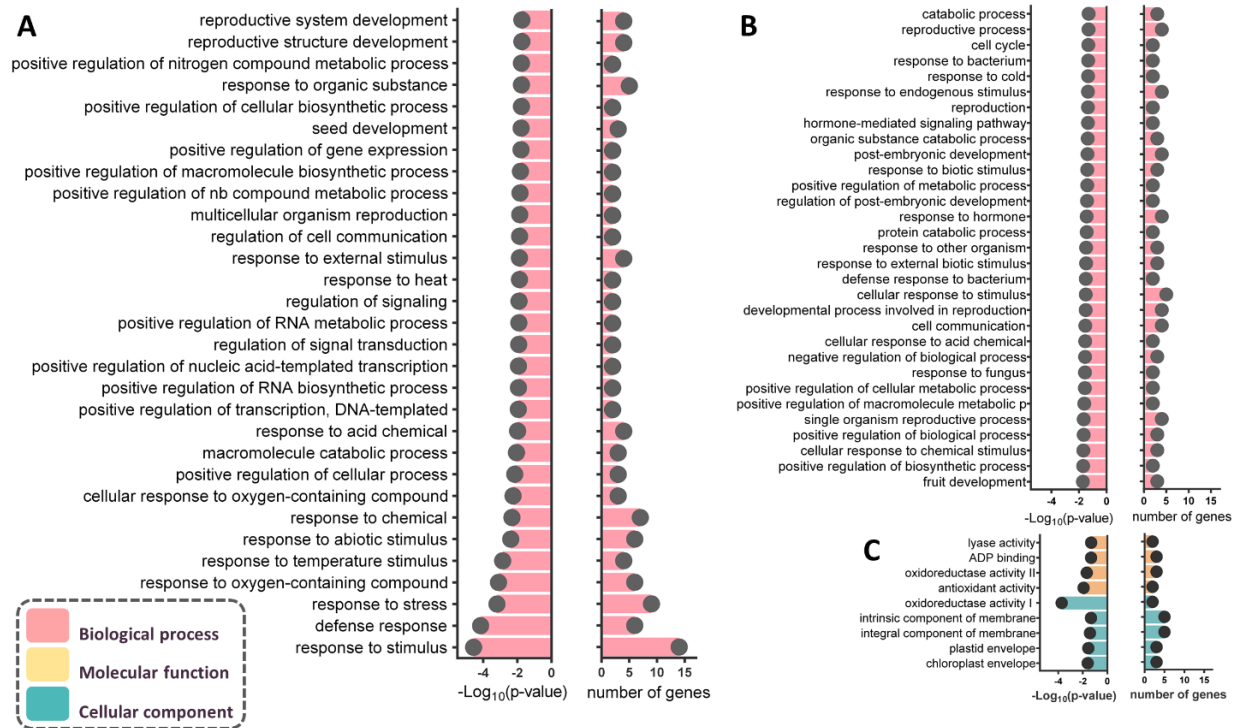 A
reproductive system development
reproductive structure development
positive regulation of nitrogen compound metabolic process
response to organic substance
positive regulation of cellular biosynthetic process
seed development
positive regulation of gene expression
positive regulation of macromolecule biosynthetic process
positive regulation of nb compound metabolic process
multicellular organism reproduction
regulation of cell communication
response to external stimulus
response to heat
regulation of signaling
positive regulation of RNA metabolic process
regulation of signal transduction
positive regulation of nucleic acid-templated transcription
positive regulation of RNA biosynthetic process
positive regulation of transcription, DNA-templated
response to acid chemical
macromolecule catabolic process
positive regulation of cellular process
cellular response to oxygen-containing compound
response to chemical
response to abiotic stimulus
response to temperature stimulus
response to oxygen-containing compound
response to stress
defense response
response to stimulus
-4 -2 0
-Log10(p-value)
0 5 10 15
number of genes
Biological process
Molecular function
Cellular component
B
catabolic process
reproductive process
cell cycle
response to bacterium
response to cold
response to endogenous stimulus
reproduction
hormone-mediated signaling pathway
organic substance catabolic process
post-embryonic development
response to biotic stimulus
positive regulation of metabolic process
regulation of post-embryonic development
response to hormone
protein catabolic process
response to other organism
response to external biotic stimulus
defense response to bacterium
cellular response to stimulus
developmental process involved in reproduction
cell communication
cellular response to acid chemical
negative regulation of biological process
response to fungus
positive regulation of cellular metabolic process
positive regulation of macromolecule metabolic p
single organism reproductive process
positive regulation of biological process
cellular response to chemical stimulus
positive regulation of biosynthetic process
fruit development
-4 -2 0
-Log10(p-value)
0 5 10 15
number of genes
C
lyase activity
ADP binding
oxidoreductase activity II
antioxidant activity
oxidoreductase activity I
intrinsic component of membrane
integral component of membrane
plastid envelope
chloroplast envelope
-4 -2 0
-Log10(p-value)
0 5 10 15
number of genes